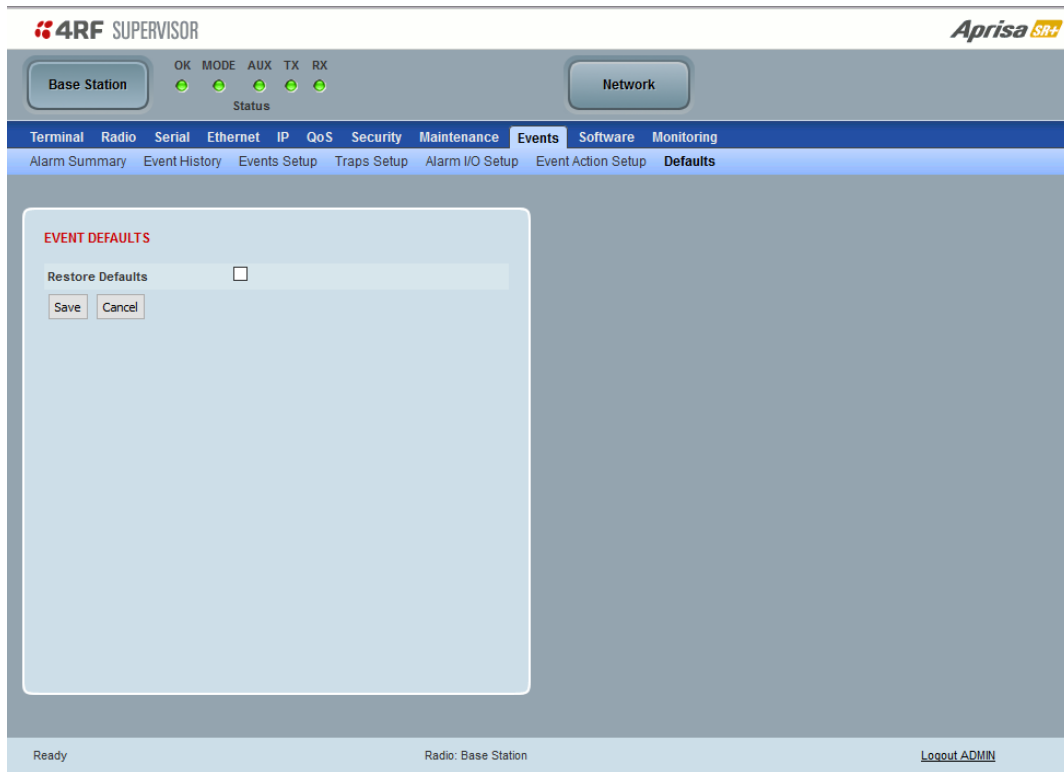 4RF SUPERVISOR
Aprisa SR+
Base Station
OK MODE AUX TX RX
Status
Network
Terminal Radio Serial Ethernet IP QoS Security Maintenance Events Software Monitoring
Alarm Summary Event History Events Setup Traps Setup Alarm I/O Setup Event Action Setup Defaults
EVENT DEFAULTS
Restore Defaults
Save Cancel
Ready
Radio: Base Station
Logout ADMIN